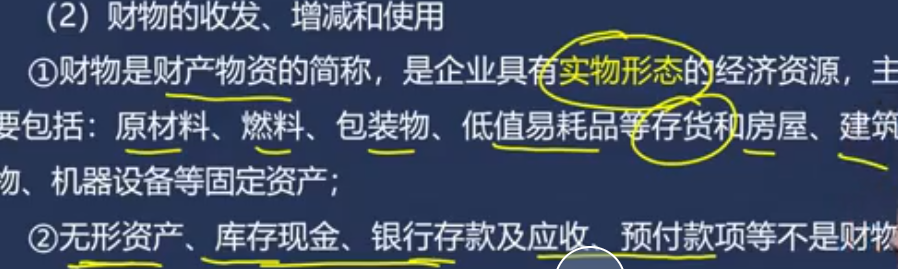 （2）财物的收发、增减和使用
①财物是财产物资的简称，是企业具有实物形态的经济资源，主
要包括：原材料、燃料、包装物、低值易耗品等存货和房屋、建筑
物、机器设备等固定资产；
②无形资产、库存现金、银行存款及应收、预付款项等不是财物